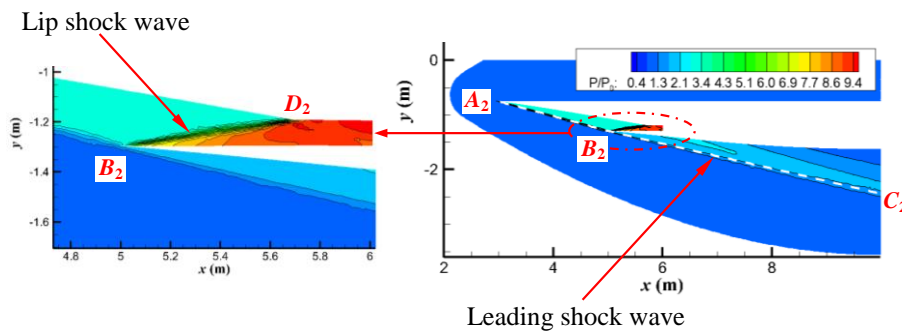 Lip shock wave
-1
-1.2
-1.4
-1.6
y (m)
D₂
B₂
4.8 5 5.2 5.4 5.6 5.8 6
x (m)
0
-2
y (m)
P/P₀: 0.4 1.3 2.1 3.4 4.3 5.1 6.0 6.9 7.7 8.6 9.4
A₂
B₂
C₂
2 4 6 8
x (m)
Leading shock wave